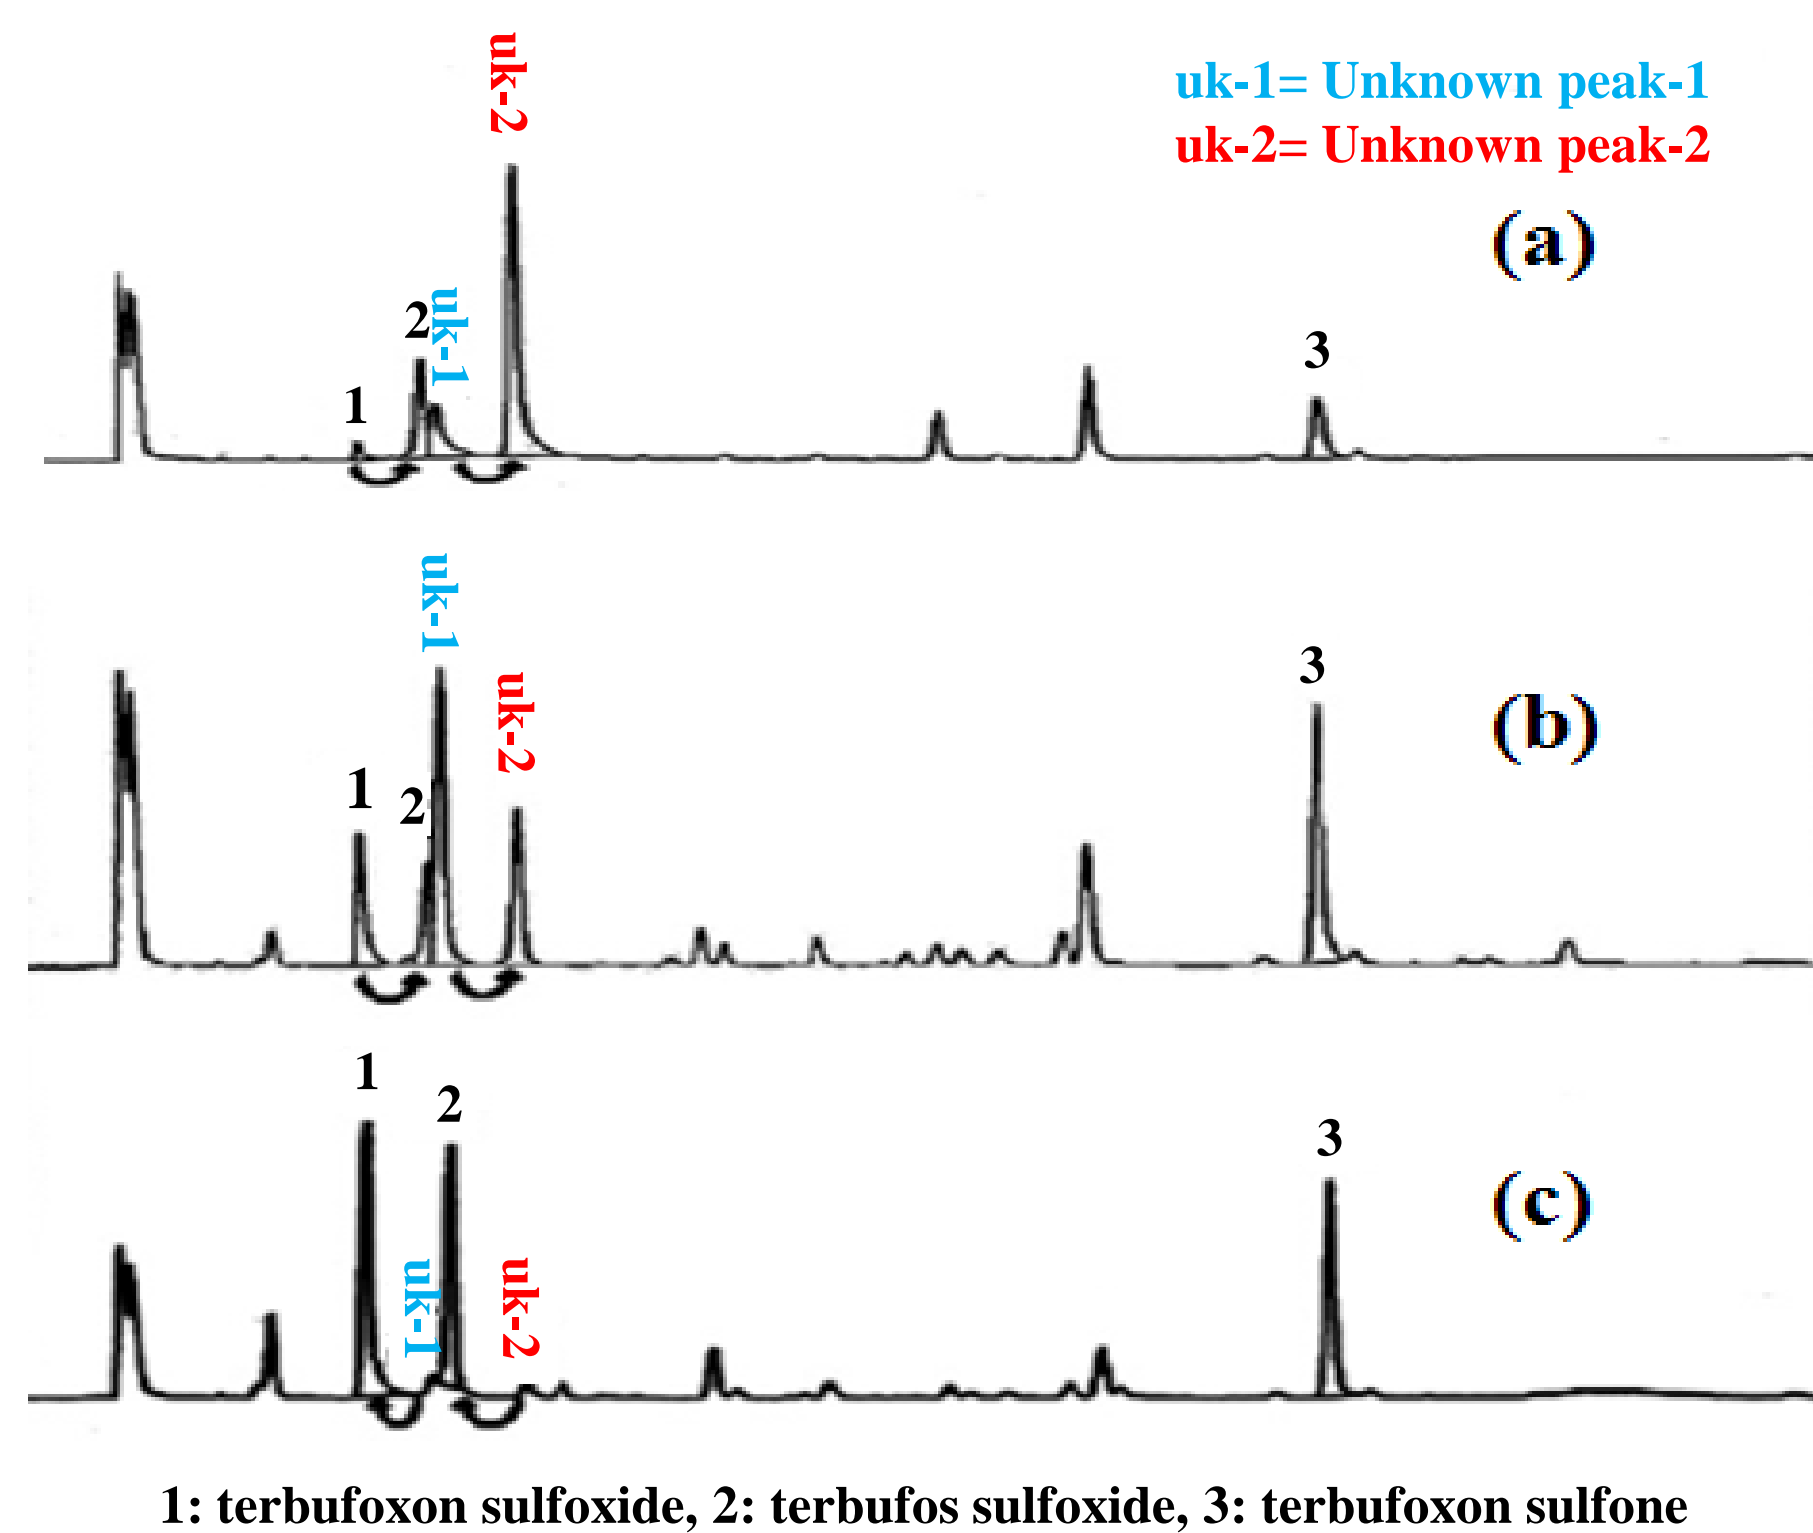 uk-2
uk-1= Unknown peak-1
uk-2= Unknown peak-2
(a)
2
uk-1
1
3
uk-1
uk-2
3
(b)
1
2
1
2
3
(c)
uk-1
uk-2
1: terbufoxon sulfoxide, 2: terbufos sulfoxide, 3: terbufoxon sulfone